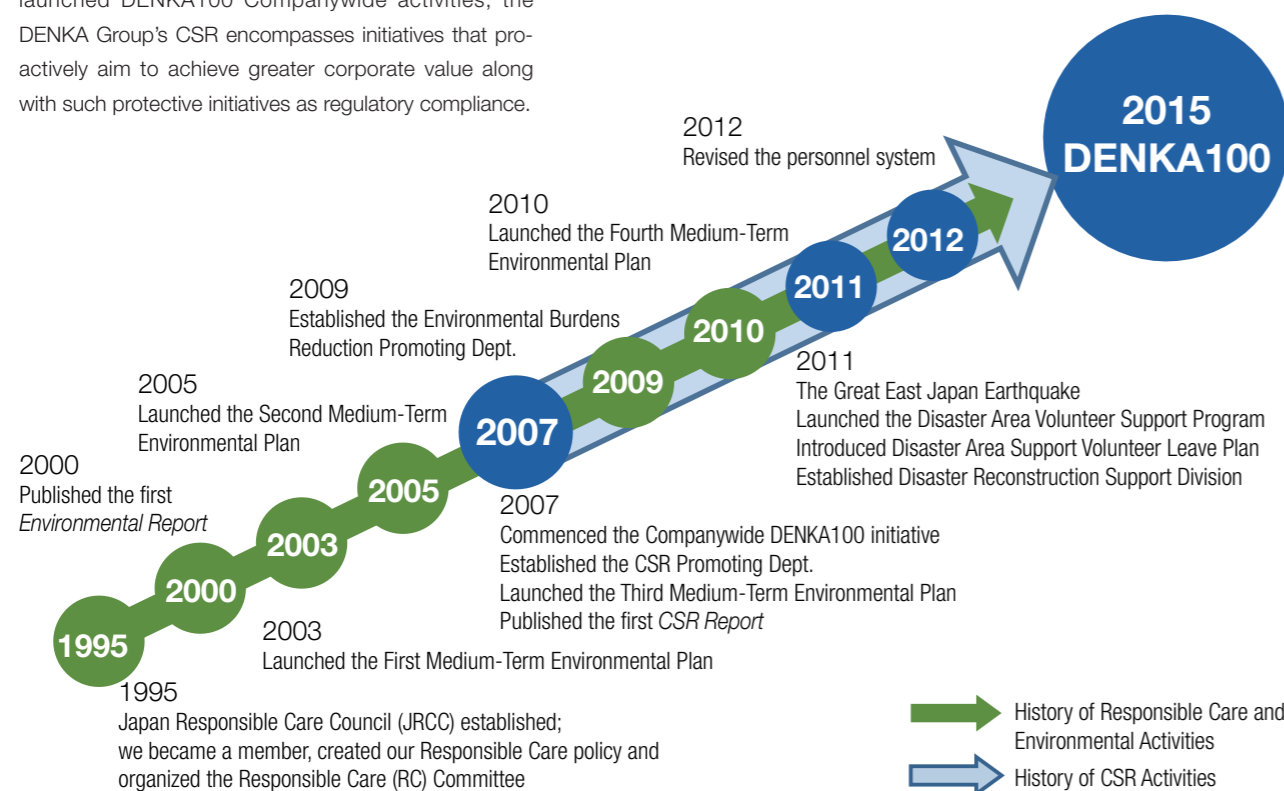 launched DENKA100 Companywide activities, the
DENKA Group's CSR encompasses initiatives that pro-
actively aim to achieve greater corporate value along
with such protective initiatives as regulatory compliance.
2015
DENKA100
2012
Revised the personnel system
2010
Launched the Fourth Medium-Term
Environmental Plan
2009
Established the Environmental Burdens
Reduction Promoting Dept.
2005
Launched the Second Medium-Term
Environmental Plan
2000
Published the first
Environmental Report
2012
2011
2010
2009
2007
2005
2003
2000
1995
2011
The Great East Japan Earthquake
Launched the Disaster Area Volunteer Support Program
Introduced Disaster Area Support Volunteer Leave Plan
Established Disaster Reconstruction Support Division
2007
Commenced the Companywide DENKA100 initiative
Established the CSR Promoting Dept.
Launched the Third Medium-Term Environmental Plan
Published the first CSR Report
2003
Launched the First Medium-Term Environmental Plan
1995
Japan Responsible Care Council (JRCC) established;
we became a member, created our Responsible Care policy and
organized the Responsible Care (RC) Committee
History of Responsible Care and
Environmental Activities
History of CSR Activities